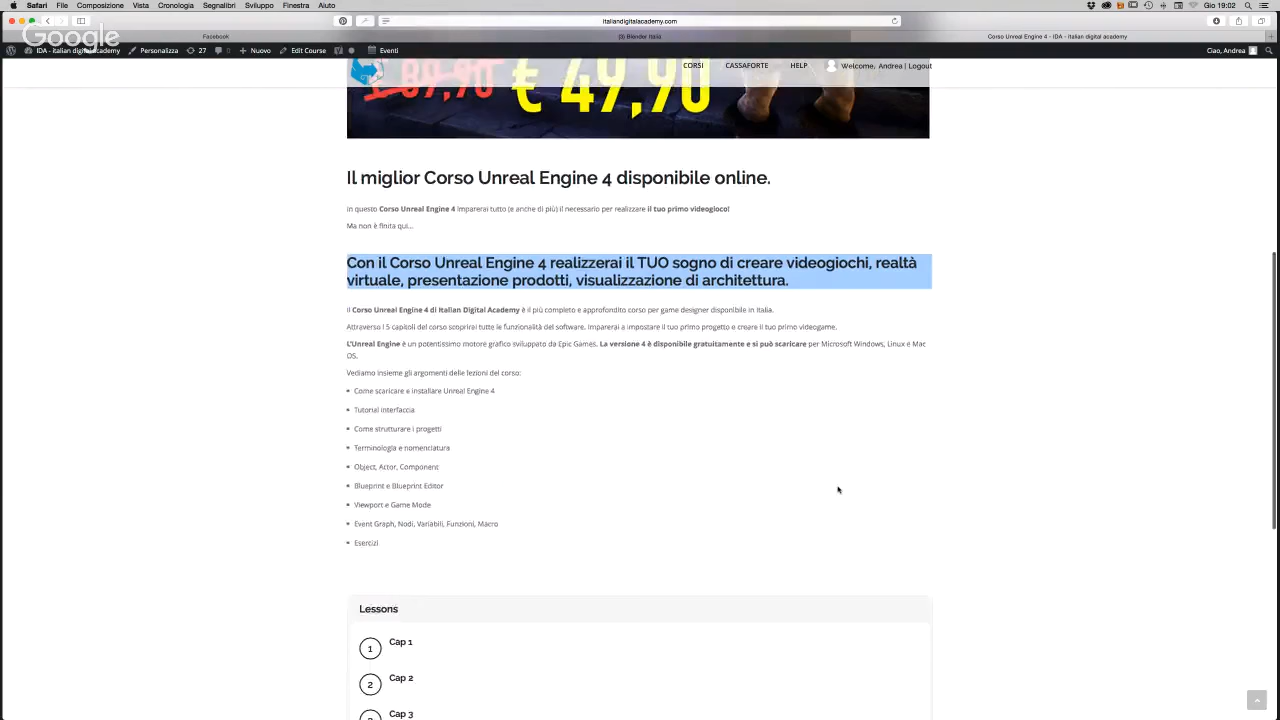 Safari File Composizione Vista Cronologia Segnalibri Sviluppo Finestra Aiuto
Gio 19:02
Google
italiandigitalacademy.com
Facebook
(3) Blender Italia
Corso Unreal Engine 4 - IDA - italian digital academy
IDA - italian digital academy
Personalizza
27
Nuovo
Edit Course
0
Eventi
Ciao, Andrea
CORSI
CASSAFORTE
HELP
Welcome, Andrea | Logout
€ 49,90
Il miglior Corso Unreal Engine 4 disponibile online.
In questo Corso Unreal Engine 4 imparerai tutto (e anche di più) il necessario per realizzare il tuo primo videogioco!
Ma non è finita qui...
Con il Corso Unreal Engine 4 realizzerai il TUO sogno di creare videogiochi, realtà
virtuale, presentazione prodotti, visualizzazione di architettura.
Il Corso Unreal Engine 4 di Italian Digital Academy è il più completo e approfondito corso per game designer disponibile in Italia.
Attraverso i 5 capitoli del corso scoprirai tutte le funzionalità del software. Imparerai a impostare il tuo primo progetto e creare il tuo primo videogame.
L'Unreal Engine è un potentissimo motore grafico sviluppato da Epic Games. La versione 4 è disponibile gratuitamente e si può scaricare per Microsoft Windows, Linux e Mac
OS.
Vediamo insieme gli argomenti delle lezioni del corso:
Come scaricare e installare Unreal Engine 4
Tutorial interfaccia
Come strutturare i progetti
Terminologia e nomenclatura
Object, Actor, Component
Blueprint e Blueprint Editor
Viewport e Game Mode
Event Graph, Nodi, Variabili, Funzioni, Macro
Esercizi
Lessons
1 Cap 1
2 Cap 2
Cap 3